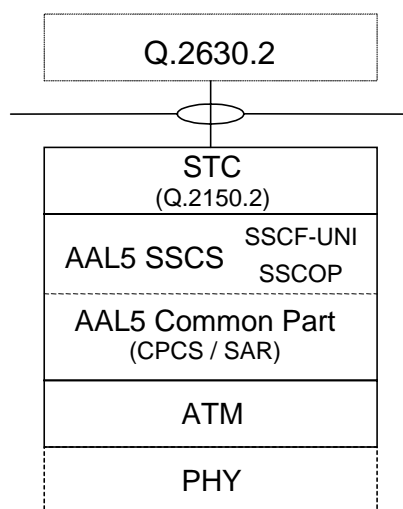 Q.2630.2
STC
(Q.2150.2)
SSCF-UNI
AAL5 SSCS
SSCOP
AAL5 Common Part
(CPCS / SAR)
ATM
PHY